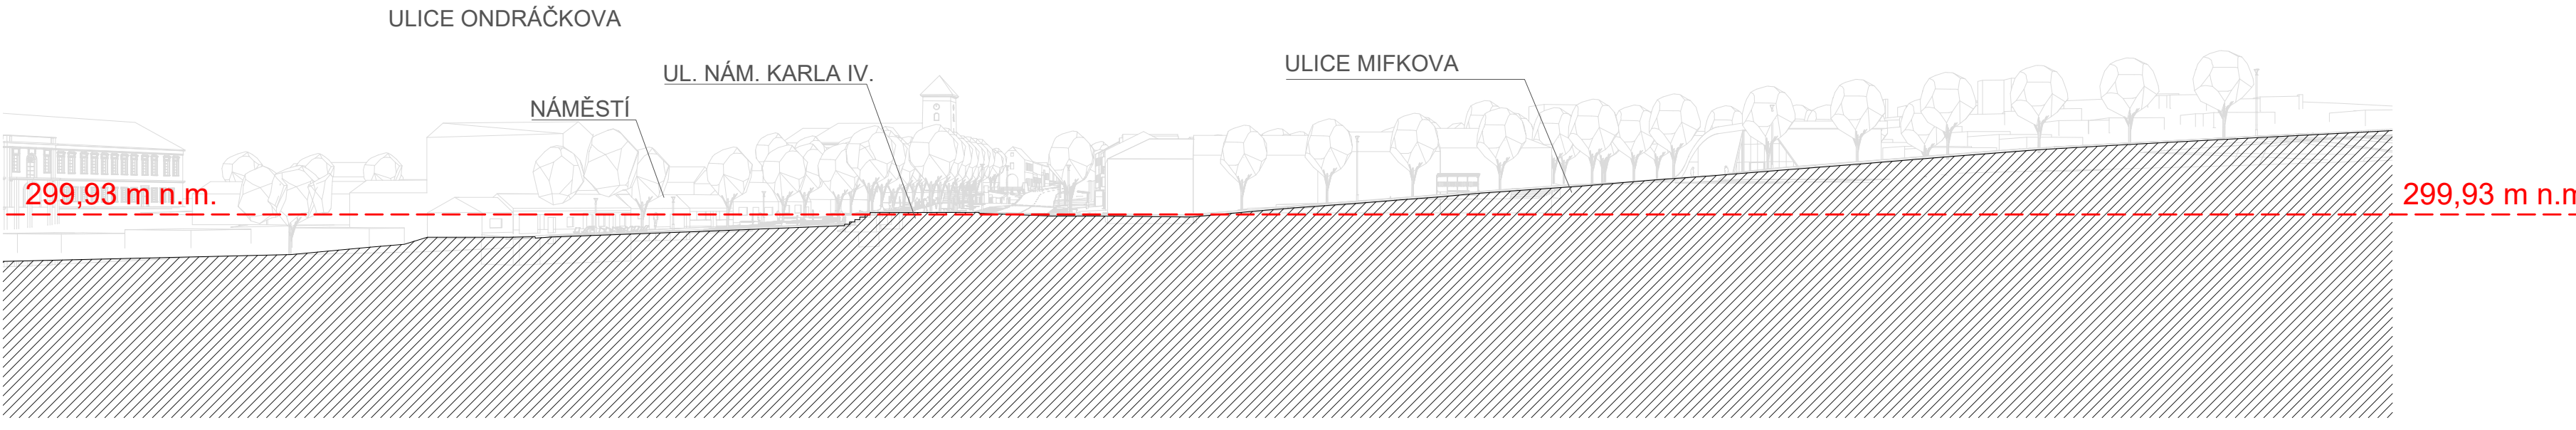 ULICE ONDRÁČKOVA
ULICE MIFKOVA
UL. NÁM. KARLA IV.
NÁMĚSTÍ
299,93 m n.m.
299,93 m n.m